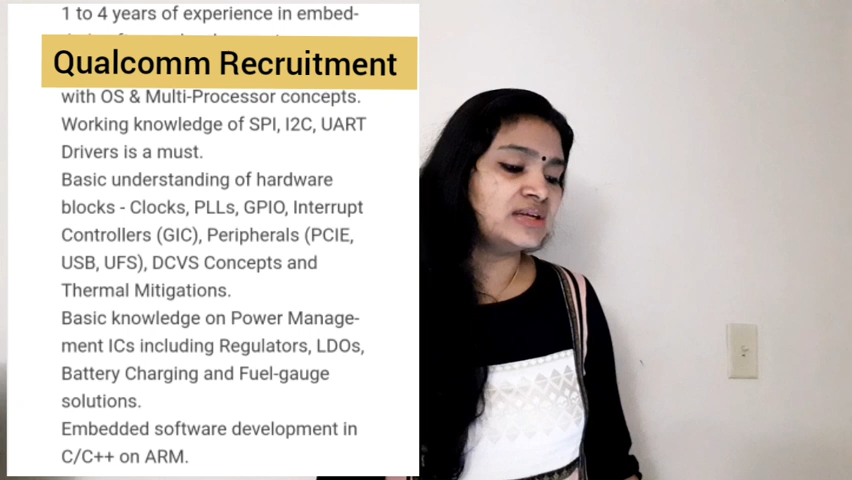 1 to 4 years of experience in embed-
Qualcomm Recruitment
with OS & Multi-Processor concepts.
Working knowledge of SPI, I2C, UART
Drivers is a must.
Basic understanding of hardware
blocks - Clocks, PLLs, GPIO, Interrupt
Controllers (GIC), Peripherals (PCIE,
USB, UFS), DCVS Concepts and
Thermal Mitigations.
Basic knowledge on Power Manage-
ment ICs including Regulators, LDOs,
Battery Charging and Fuel-gauge
solutions.
Embedded software development in
C/C++ on ARM.